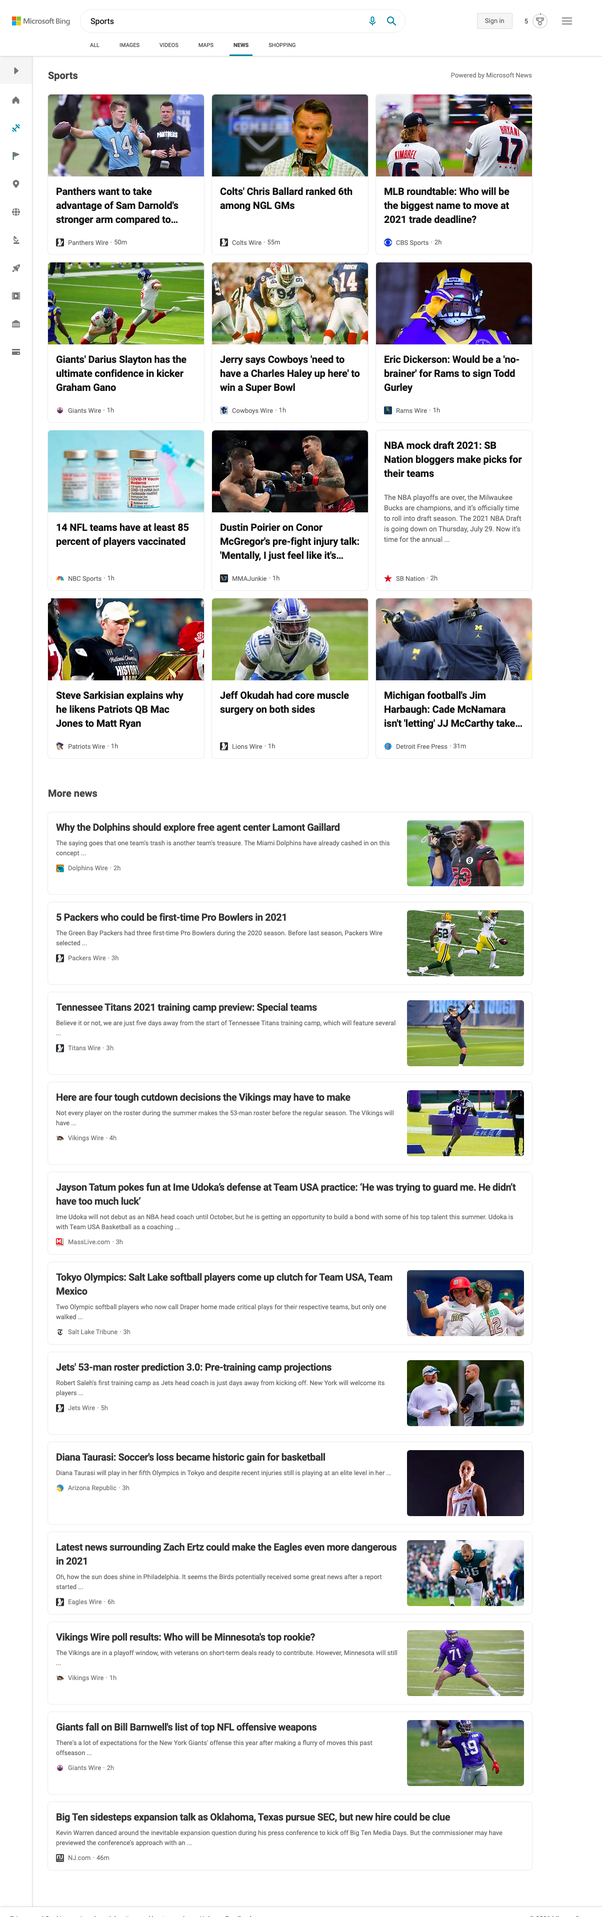 Microsoft Bing
Sports
Sign in
5
ALL
IMAGES
VIDEOS
MAPS
NEWS
SHOPPING
Sports
Powered by Microsoft News
Panthers want to take
advantage of Sam Darnold's
stronger arm compared to...
Panthers Wire · 50m
Colts' Chris Ballard ranked 6th
among NGL GMs
Colts Wire · 55m
MLB roundtable: Who will be
the biggest name to move at
2021 trade deadline?
CBS Sports · 2h
Giants' Darius Slayton has the
ultimate confidence in kicker
Graham Gano
Giants Wire · 1h
Jerry says Cowboys 'need to
have a Charles Haley up here' to
win a Super Bowl
Cowboys Wire · 1h
Eric Dickerson: Would be a 'no-
brainer' for Rams to sign Todd
Gurley
Rams Wire · 1h
14 NFL teams have at least 85
percent of players vaccinated
NBC Sports · 1h
Dustin Poirier on Conor
McGregor's pre-fight injury talk:
'Mentally, I just feel like it's...
MMAJunkie · 1h
NBA mock draft 2021: SB
Nation bloggers make picks for
their teams
The NBA playoffs are over, the Milwaukee
Bucks are champions, and it's officially time
to roll into draft season. The 2021 NBA Draft
is going down on Thursday, July 29. Now it's
time for the annual ...
SB Nation · 2h
Steve Sarkisian explains why
he likens Patriots QB Mac
Jones to Matt Ryan
Patriots Wire · 1h
Jeff Okudah had core muscle
surgery on both sides
Lions Wire · 1h
Michigan football's Jim
Harbaugh: Cade McNamara
isn't 'letting' JJ McCarthy take...
Detroit Free Press · 31m
More news
Why the Dolphins should explore free agent center Lamont Gaillard
The saying goes that one team's trash is another team's treasure. The Miami Dolphins have already cashed in on this
concept ...
Dolphins Wire · 2h
5 Packers who could be first-time Pro Bowlers in 2021
The Green Bay Packers had three first-time Pro Bowlers during the 2020 season. Before last season, Packers Wire
selected ...
Packers Wire · 3h
Tennessee Titans 2021 training camp preview: Special teams
Believe it or not, we are just five days away from the start of Tennessee Titans training camp, which will feature several
...
Titans Wire · 3h
Here are four tough cutdown decisions the Vikings may have to make
Not every player on the roster during the summer makes the 53-man roster before the regular season. The Vikings will
have ...
Vikings Wire · 4h
Jayson Tatum pokes fun at Ime Udoka's defense at Team USA practice: 'He was trying to guard me. He didn't
have too much luck'
Ime Udoka will not debut as an NBA head coach until October, but he is getting an opportunity to build a bond with some of his top talent this summer. Udoka is
with Team USA Basketball as a coaching ...
MassLive.com · 3h
Tokyo Olympics: Salt Lake softball players come up clutch for Team USA, Team
Mexico
Two Olympic softball players who now call Draper home made critical plays for their respective teams, but only one
walked ...
Salt Lake Tribune · 3h
Jets' 53-man roster prediction 3.0: Pre-training camp projections
Robert Saleh's first training camp as Jets head coach is just days away from kicking off. New York will welcome its
players ...
Jets Wire · 5h
Diana Taurasi: Soccer's loss became historic gain for basketball
Diana Taurasi will play in her fifth Olympics in Tokyo and despite recent injuries still is playing at an elite level in her ...
Arizona Republic · 3h
Latest news surrounding Zach Ertz could make the Eagles even more dangerous
in 2021
Oh, how the sun does shine in Philadelphia. It seems the Birds potentially received some great news after a report
started ...
Eagles Wire · 6h
Vikings Wire poll results: Who will be Minnesota's top rookie?
The Vikings are in a playoff window, with veterans on short-term deals ready to contribute. However, Minnesota will still
...
Vikings Wire · 1h
Giants fall on Bill Barnwell's list of top NFL offensive weapons
There's a lot of expectations for the New York Giants' offense this year after making a flurry of moves this past
offseason ...
Giants Wire · 2h
Big Ten sidesteps expansion talk as Oklahoma, Texas pursue SEC, but new hire could be clue
Kevin Warren danced around the inevitable expansion question during his press conference to kick off Big Ten Media Days. But the commissioner may have
previewed the conference's approach with an ...
NJ.com · 46m